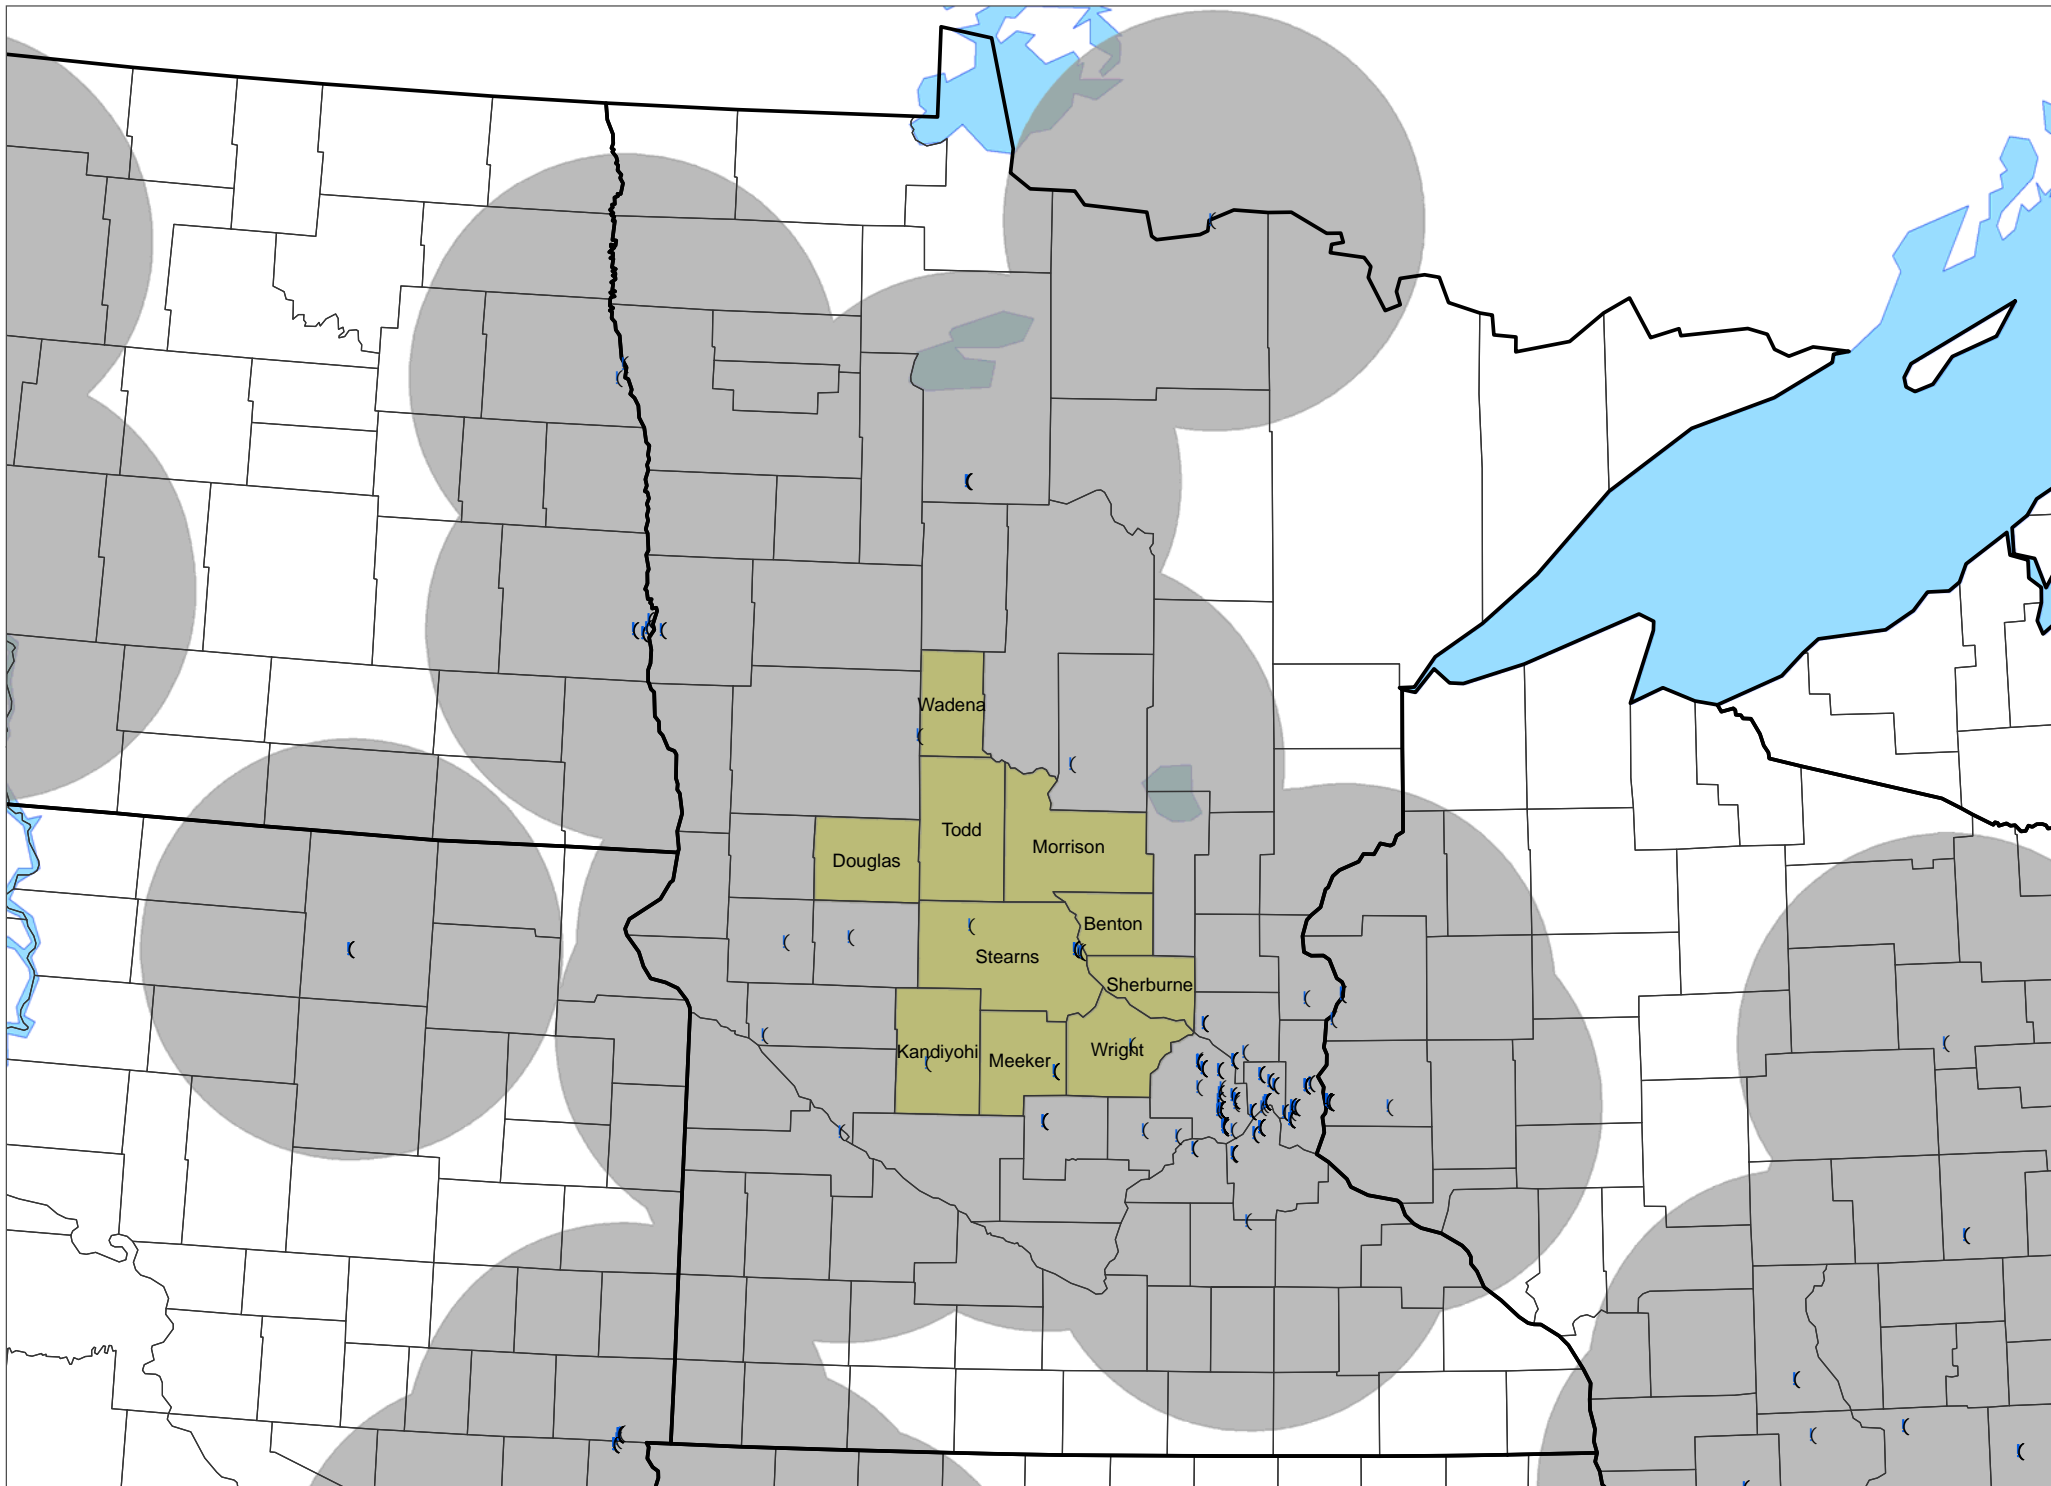 Wadena
Todd
Morrison
Douglas
Benton
Stearns
Sherburne
Kandiyohi
Meeker
Wright